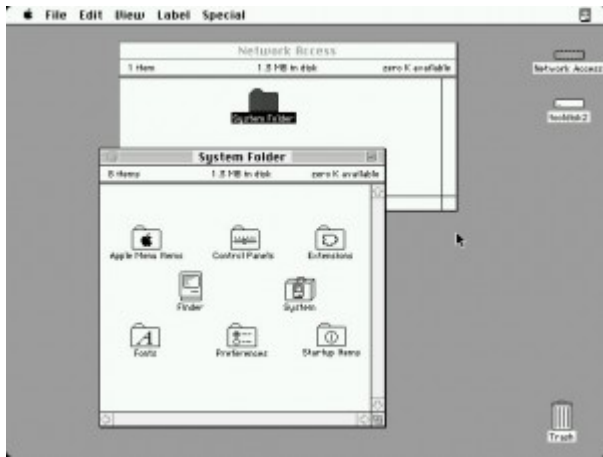 File Edit View Label Special
Network Access
1 item 1.3 MB in disk zero K available
System Folder
Network Access
System Folder
8 items 1.3 MB in disk zero K available
Apple Menu Items Control Panels Extensions
Finder System
Fonts Preferences Startup Items
Trash